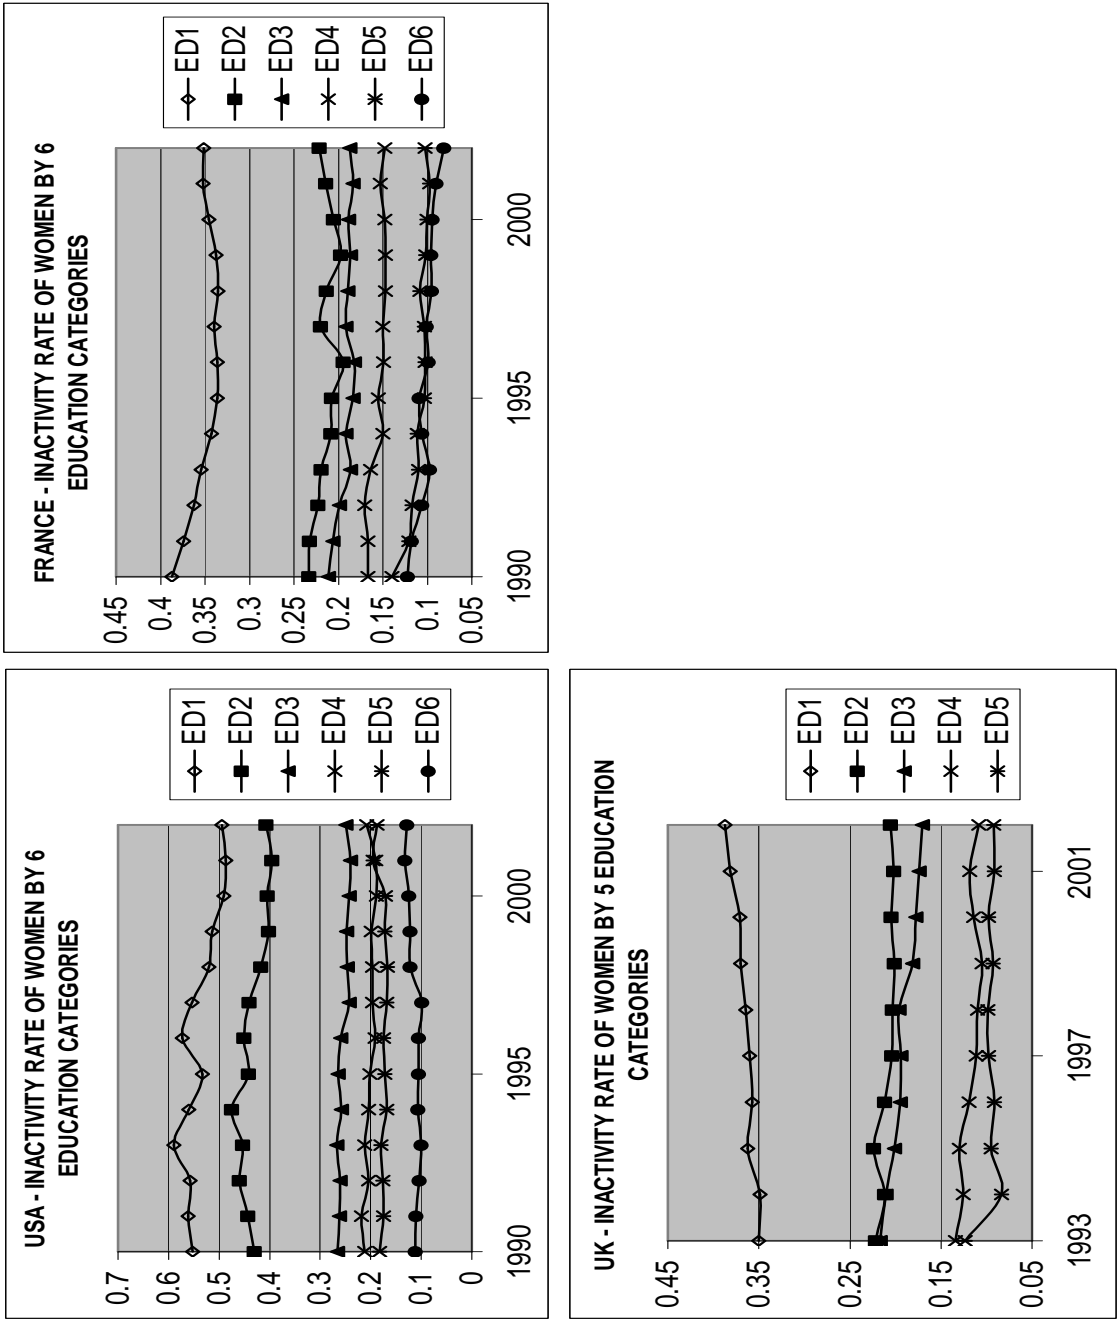 USA - INACTIVITY RATE OF WOMEN BY 6
EDUCATION CATEGORIES
0.7
0.6
0.5
0.4
0.3
0.2
0.1
0
1990
1995
2000
ED1
ED2
ED3
ED4
ED5
ED6
FRANCE - INACTIVITY RATE OF WOMEN BY 6
EDUCATION CATEGORIES
0.45
0.4
0.35
0.3
0.25
0.2
0.15
0.1
0.05
1990
1995
2000
ED1
ED2
ED3
ED4
ED5
ED6
UK - INACTIVITY RATE OF WOMEN BY 5 EDUCATION
CATEGORIES
0.45
0.35
0.25
0.15
0.05
1993
1997
2001
ED1
ED2
ED3
ED4
ED5